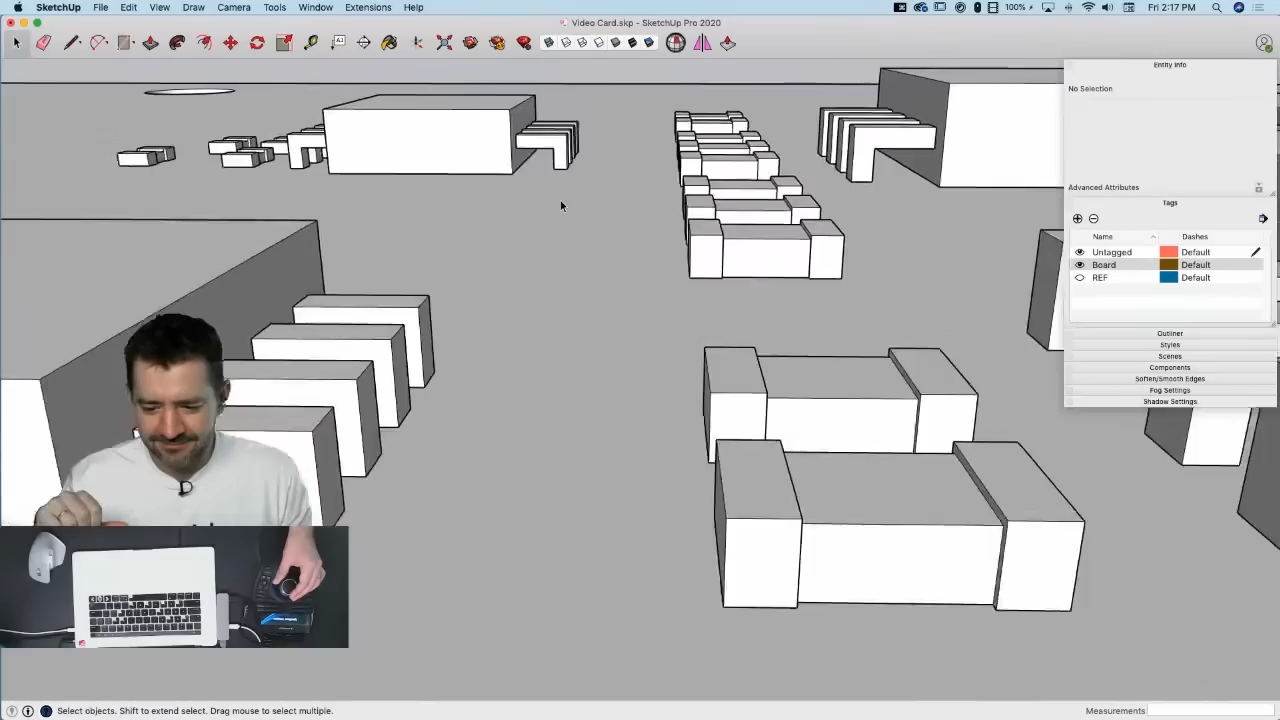 SketchUp File Edit View Draw Camera Tools Window Extensions Help
100% Fri 2:17 PM
Video Card.skp - SketchUp Pro 2020
Entity Info
No Selection
Advanced Attributes
Tags
Name Dashes
Untagged Default
Board Default
REF Default
Outliner
Styles
Scenes
Components
Soften/Smooth Edges
Fog Settings
Shadow Settings
Select objects. Shift to extend select. Drag mouse to select multiple.
Measurements